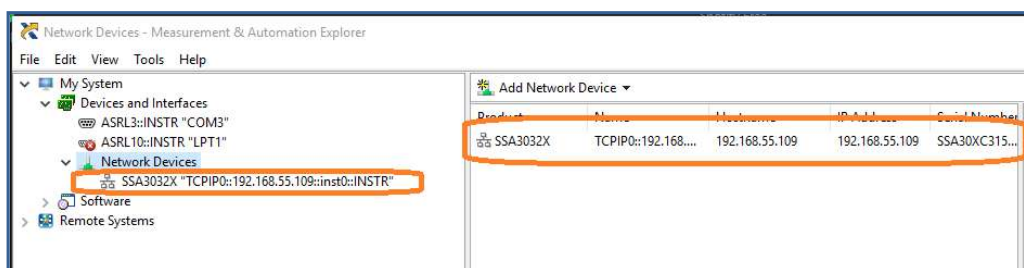 Network Devices - Measurement & Automation Explorer
File Edit View Tools Help
My System
Devices and Interfaces
ASRL3::INSTR "COM3"
ASRL10::INSTR "LPT1"
Network Devices
SSA3032X "TCPIP0::192.168.55.109::inst0::INSTR"
Software
Remote Systems
Add Network Device
Product Name Hostname IP Address Serial Number
SSA3032X TCPIP0::192.168.... 192.168.55.109 192.168.55.109 SSA30XC315...